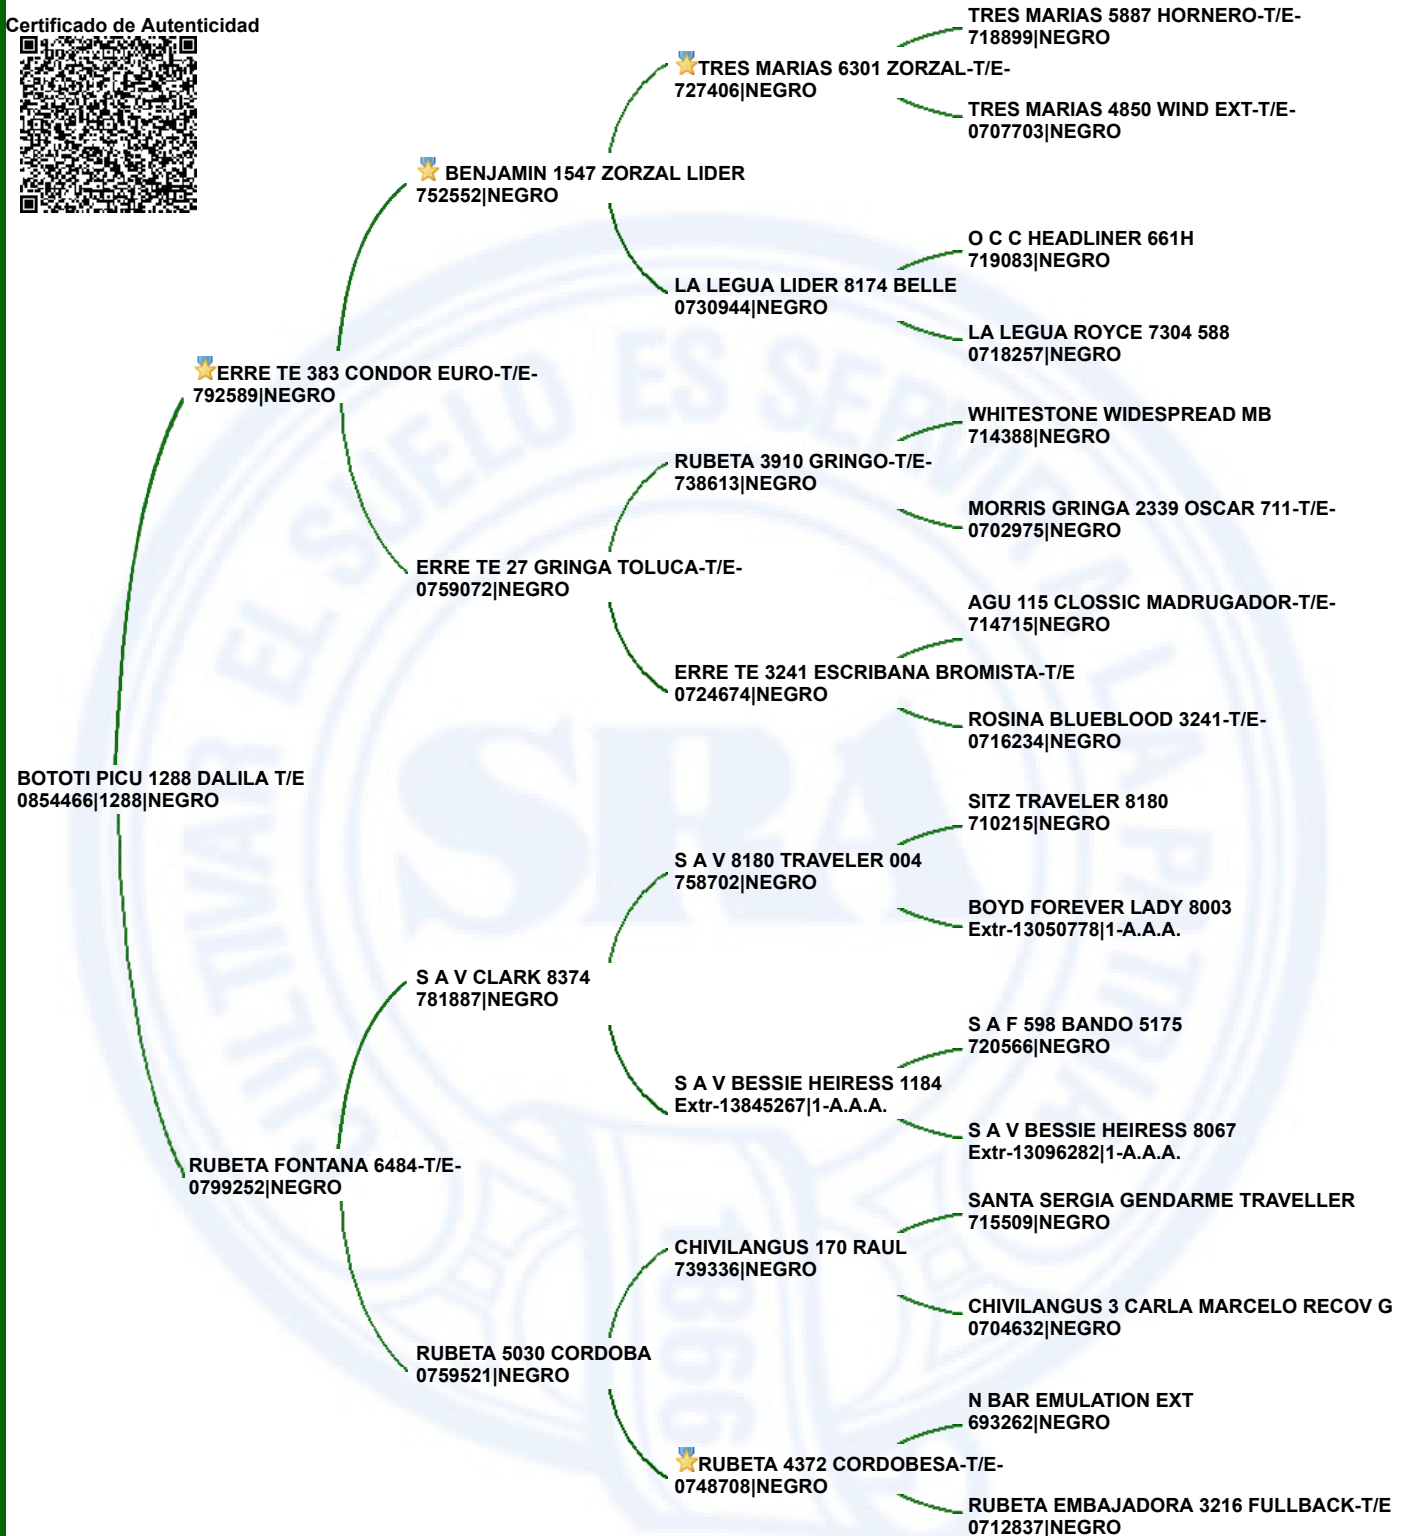 Certificado de Autenticidad
TRES MARIAS 5887 HORNERO-T/E-
718899|NEGRO
TRES MARIAS 6301 ZORZAL-T/E-
727406|NEGRO
TRES MARIAS 4850 WIND EXT-T/E-
0707703|NEGRO
BENJAMIN 1547 ZORZAL LIDER
752552|NEGRO
O C C HEADLINER 661H
719083|NEGRO
LA LEGUA LIDER 8174 BELLE
0730944|NEGRO
LA LEGUA ROYCE 7304 588
0718257|NEGRO
ERRE TE 383 CONDOR EURO-T/E-
792589|NEGRO
WHITESTONE WIDESPREAD MB
714388|NEGRO
RUBETA 3910 GRINGO-T/E-
738613|NEGRO
MORRIS GRINGA 2339 OSCAR 711-T/E-
0702975|NEGRO
ERRE TE 27 GRINGA TOLUCA-T/E-
0759072|NEGRO
AGU 115 CLOSSIC MADRUGADOR-T/E-
714715|NEGRO
ERRE TE 3241 ESCRIBANA BROMISTA-T/E
0724674|NEGRO
ROSINA BLUEBLOOD 3241-T/E-
0716234|NEGRO
BOTOTI PICU 1288 DALILA T/E
0854466|1288|NEGRO
SITZ TRAVELER 8180
710215|NEGRO
S A V 8180 TRAVELER 004
758702|NEGRO
BOYD FOREVER LADY 8003
Extr-13050778|1-A.A.A.
S A V CLARK 8374
781887|NEGRO
S A F 598 BANDO 5175
720566|NEGRO
S A V BESSIE HEIRESS 1184
Extr-13845267|1-A.A.A.
S A V BESSIE HEIRESS 8067
Extr-13096282|1-A.A.A.
RUBETA FONTANA 6484-T/E-
0799252|NEGRO
SANTA SERGIA GENDARME TRAVELLER
715509|NEGRO
CHIVILANGUS 170 RAUL
739336|NEGRO
CHIVILANGUS 3 CARLA MARCELO RECOV G
0704632|NEGRO
RUBETA 5030 CORDOBA
0759521|NEGRO
N BAR EMULATION EXT
693262|NEGRO
RUBETA 4372 CORDOBESA-T/E-
0748708|NEGRO
RUBETA EMBAJADORA 3216 FULLBACK-T/E
0712837|NEGRO
CULTIVAR EL SUELO ES SERVIR A LA PATRIA
SRA
1866